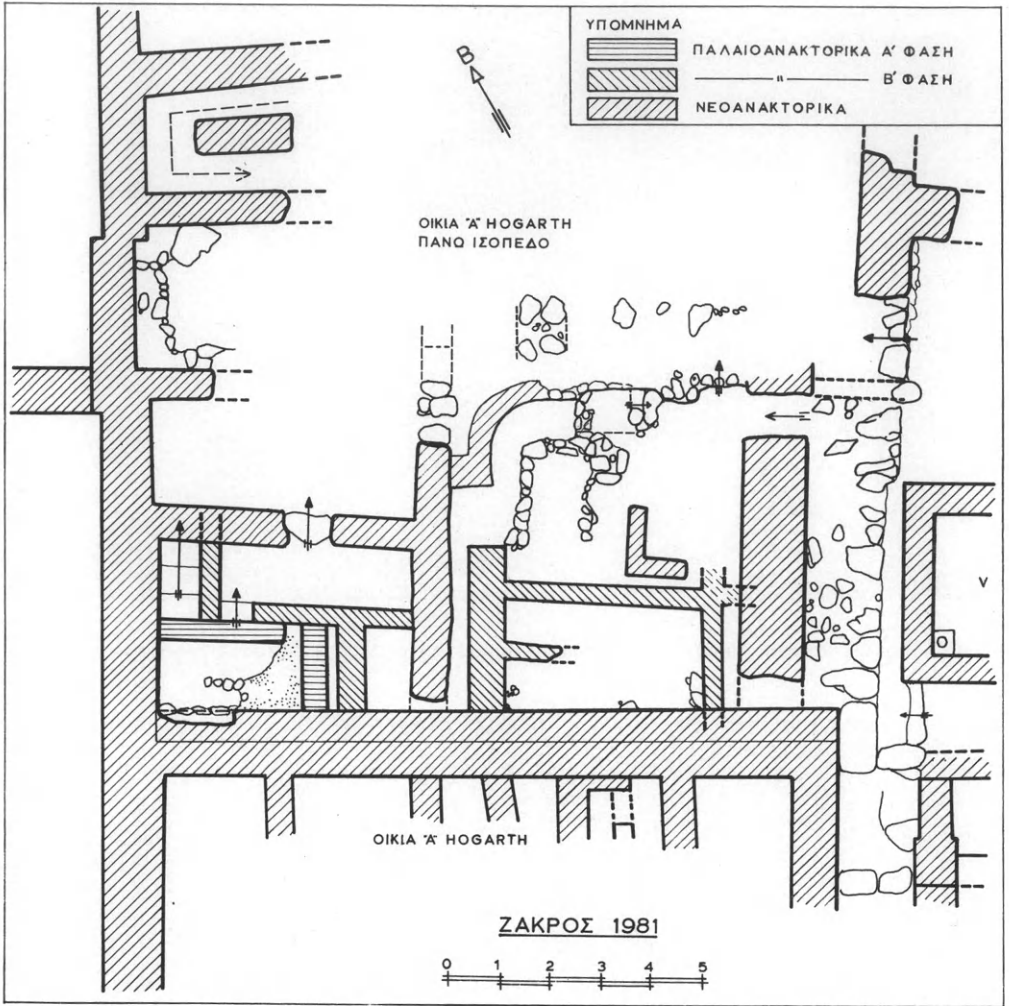 ΥΠΟΜΝΗΜΑ
ΠΑΛΑΙΟΑΝΑΚΤΟΡΙΚΑ Α' ΦΑΣΗ
—— " —— Β' ΦΑΣΗ
ΝΕΟΑΝΑΚΤΟΡΙΚΑ
Β
ΟΙΚΙΑ "Α" HOGARTH
ΠΑΝΩ ΙΣΟΠΕΔΟ
V
ΟΙΚΙΑ "Α" HOGARTH
ΖΑΚΡΟΣ 1981
0 1 2 3 4 5